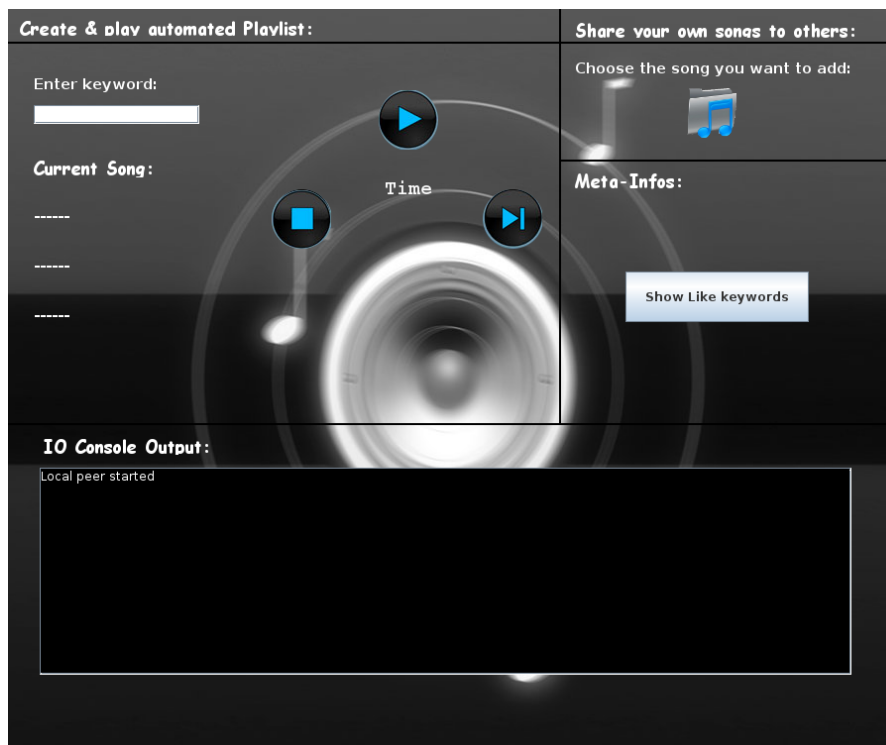 Create & play automated Playlist:
Enter keyword:
Current Song:
------
------
------
Time
Share your own songs to others:
Choose the song you want to add:
Meta-Infos:
Show Like keywords
IO Console Output:
Local peer started